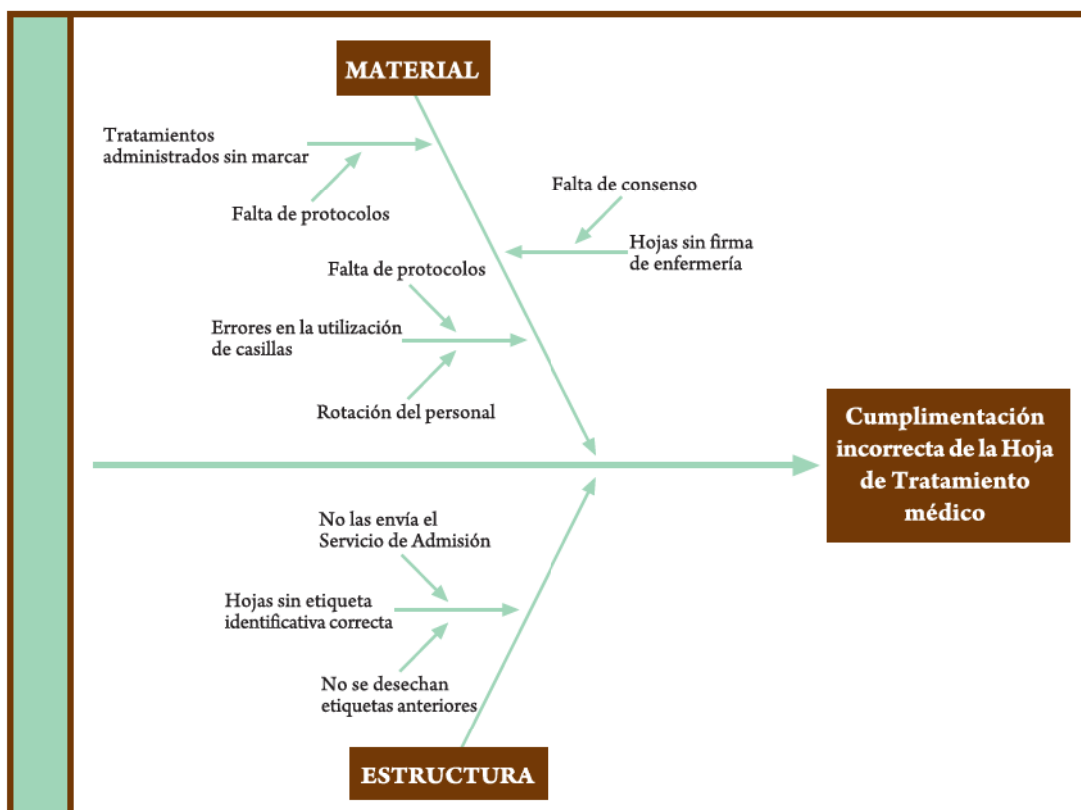 MATERIAL
Tratamientos
administrados sin marcar
Falta de protocolos
Falta de consenso
Hojas sin firma
de enfermería
Falta de protocolos
Errores en la utilización
de casillas
Rotación del personal
Cumplimentación
incorrecta de la Hoja
de Tratamiento
médico
No las envía el
Servicio de Admisión
Hojas sin etiqueta
identificativa correcta
No se desechan
etiquetas anteriores
ESTRUCTURA